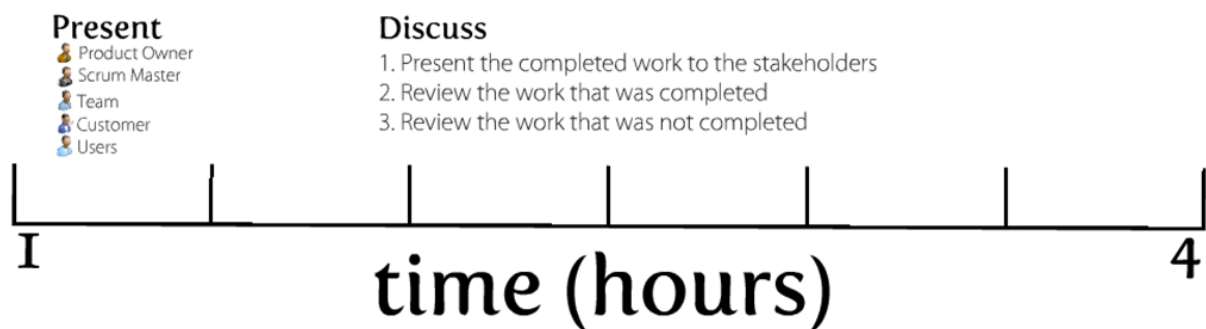 Present
Product Owner
Scrum Master
Team
Customer
Users
Discuss
1. Present the completed work to the stakeholders
2. Review the work that was completed
3. Review the work that was not completed
1
4
time (hours)